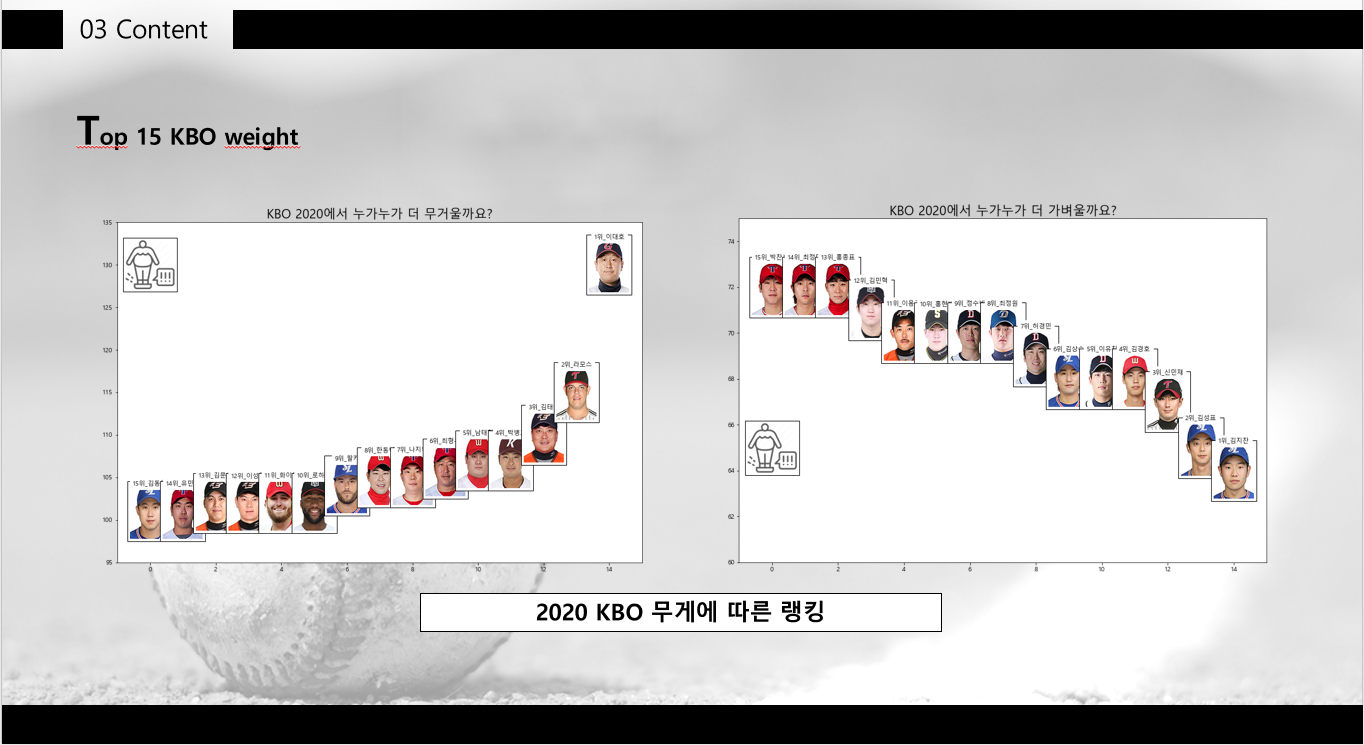 03 Content
Top 15 KBO weight
KBO 2020에서 누가누가 더 무거울까요?
135
130
125
120
115
110
105
100
95
0 2 4 6 8 10 12 14
1위_이대호
2위_라모스
3위_김태
4위_박병
5위_남태
6위_최형
7위_나지
8위_한동
9위_팔카
10위_로하
11위_화이
12위_이성
13위_김윤
14위_유민
15위_김동
KBO 2020에서 누가누가 더 가벼울까요?
74
72
70
68
66
64
62
60
0 2 4 6 8 10 12 14
15위_박찬
14위_최정
13위_홍종표
12위_김민혁
11위_이용
10위_홍현
9위_정수
8위_최정원
7위_허경민
6위_김상
5위_이유
4위_김경호
3위_신민재
2위_김성표
1위_김지찬
2020 KBO 무게에 따른 랭킹